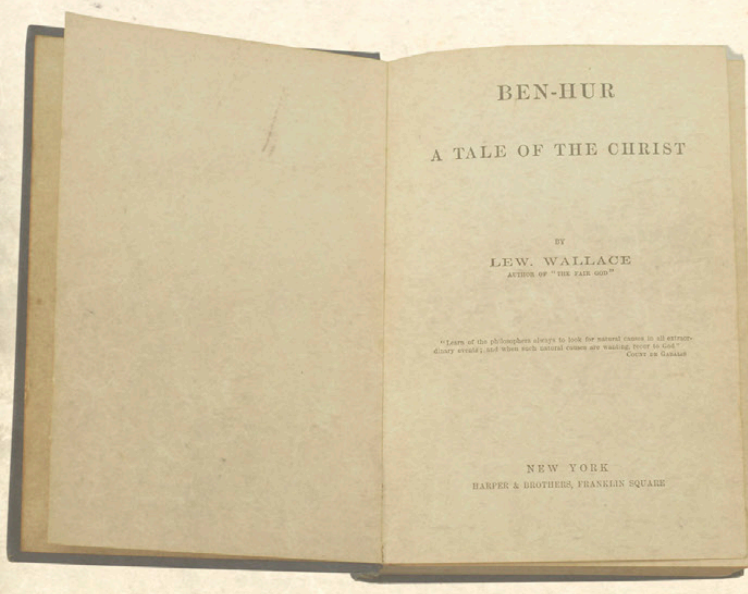 BEN-HUR
A TALE OF THE CHRIST
BY
LEW. WALLACE
AUTHOR OF "THE FAIR GOD"
"Learn of the philosophers always to look for natural causes in all extraor-
dinary events; and when such natural causes are wanting, recur to God."
COUNT DE GABALIS
NEW YORK
HARPER & BROTHERS, FRANKLIN SQUARE